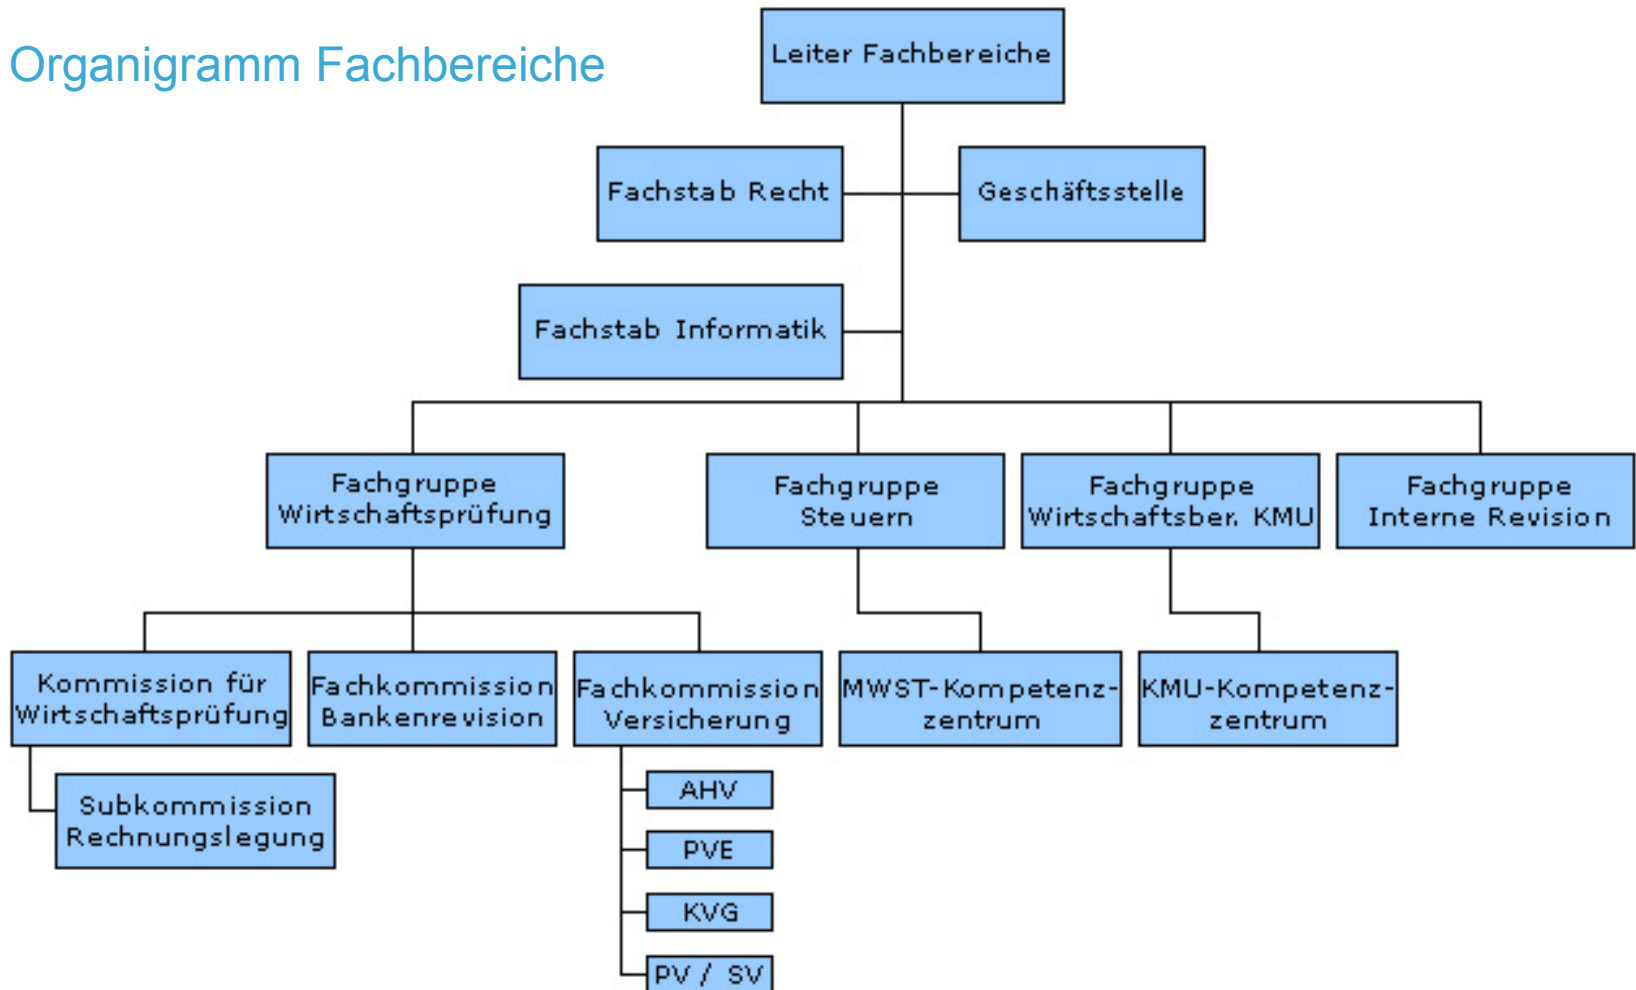 Organigramm Fachbereiche
Leiter Fachbereiche
Fachstab Recht
Geschäftsstelle
Fachstab Informatik
Fachgruppe
Wirtschaftsprüfung
Fachgruppe
Steuern
Fachgruppe
Wirtschaftsber. KMU
Fachgruppe
Interne Revision
Kommission für
Wirtschaftsprüfung
Fachkommission
Bankenrevision
Fachkommission
Versicherung
MWST-Kompetenz-
zentrum
KMU-Kompetenz-
zentrum
Subkommission
Rechnungslegung
AHV
PVE
KVG
PV / SV